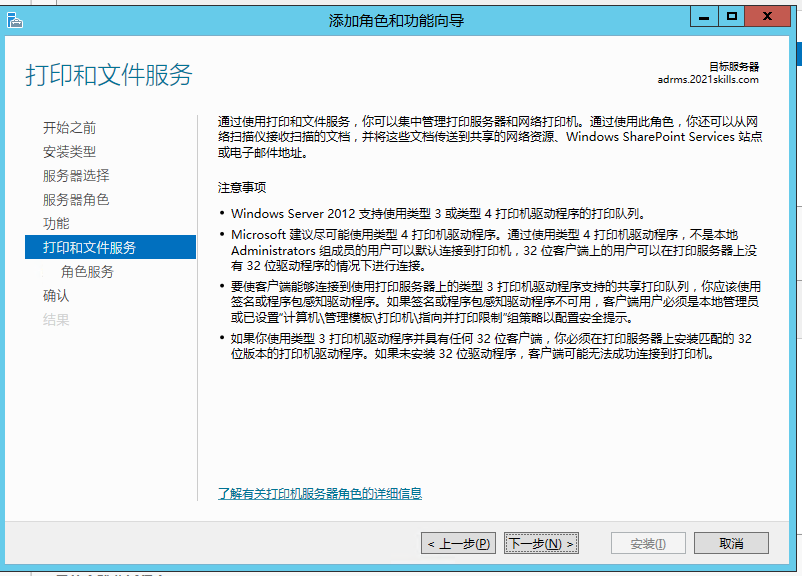 添加角色和功能向导
打印和文件服务
目标服务器
adrms.2021skills.com
开始之前
安装类型
服务器选择
服务器角色
功能
打印和文件服务
角色服务
确认
结果
通过使用打印和文件服务，你可以集中管理打印服务器和网络打印机。通过使用此角色，你还可以从网
络扫描仪接收扫描的文档，并将这些文档传送到共享的网络资源、Windows SharePoint Services 站点
或电子邮件地址。
注意事项
• Windows Server 2012 支持使用类型 3 或类型 4 打印机驱动程序的打印队列。
• Microsoft 建议尽可能使用类型 4 打印机驱动程序。通过使用类型 4 打印机驱动程序，不是本地
Administrators 组成员的用户可以默认连接到打印机，32 位客户端上的用户可以在打印服务器上没
有 32 位驱动程序的情况下进行连接。
• 要使客户端能够连接到使用打印服务器上的类型 3 打印机驱动程序支持的共享打印队列，你应该使用
签名或程序包感知驱动程序。如果签名或程序包感知驱动程序不可用，客户端用户必须是本地管理员
或已设置"计算机\管理模板\打印机\指向并打印限制"组策略以配置安全提示。
• 如果你使用类型 3 打印机驱动程序并具有任何 32 位客户端，你必须在打印服务器上安装匹配的 32
位版本的打印机驱动程序。如果未安装 32 位驱动程序，客户端可能无法成功连接到打印机。
了解有关打印机服务器角色的详细信息
< 上一步(P)
下一步(N) >
安装(I)
取消